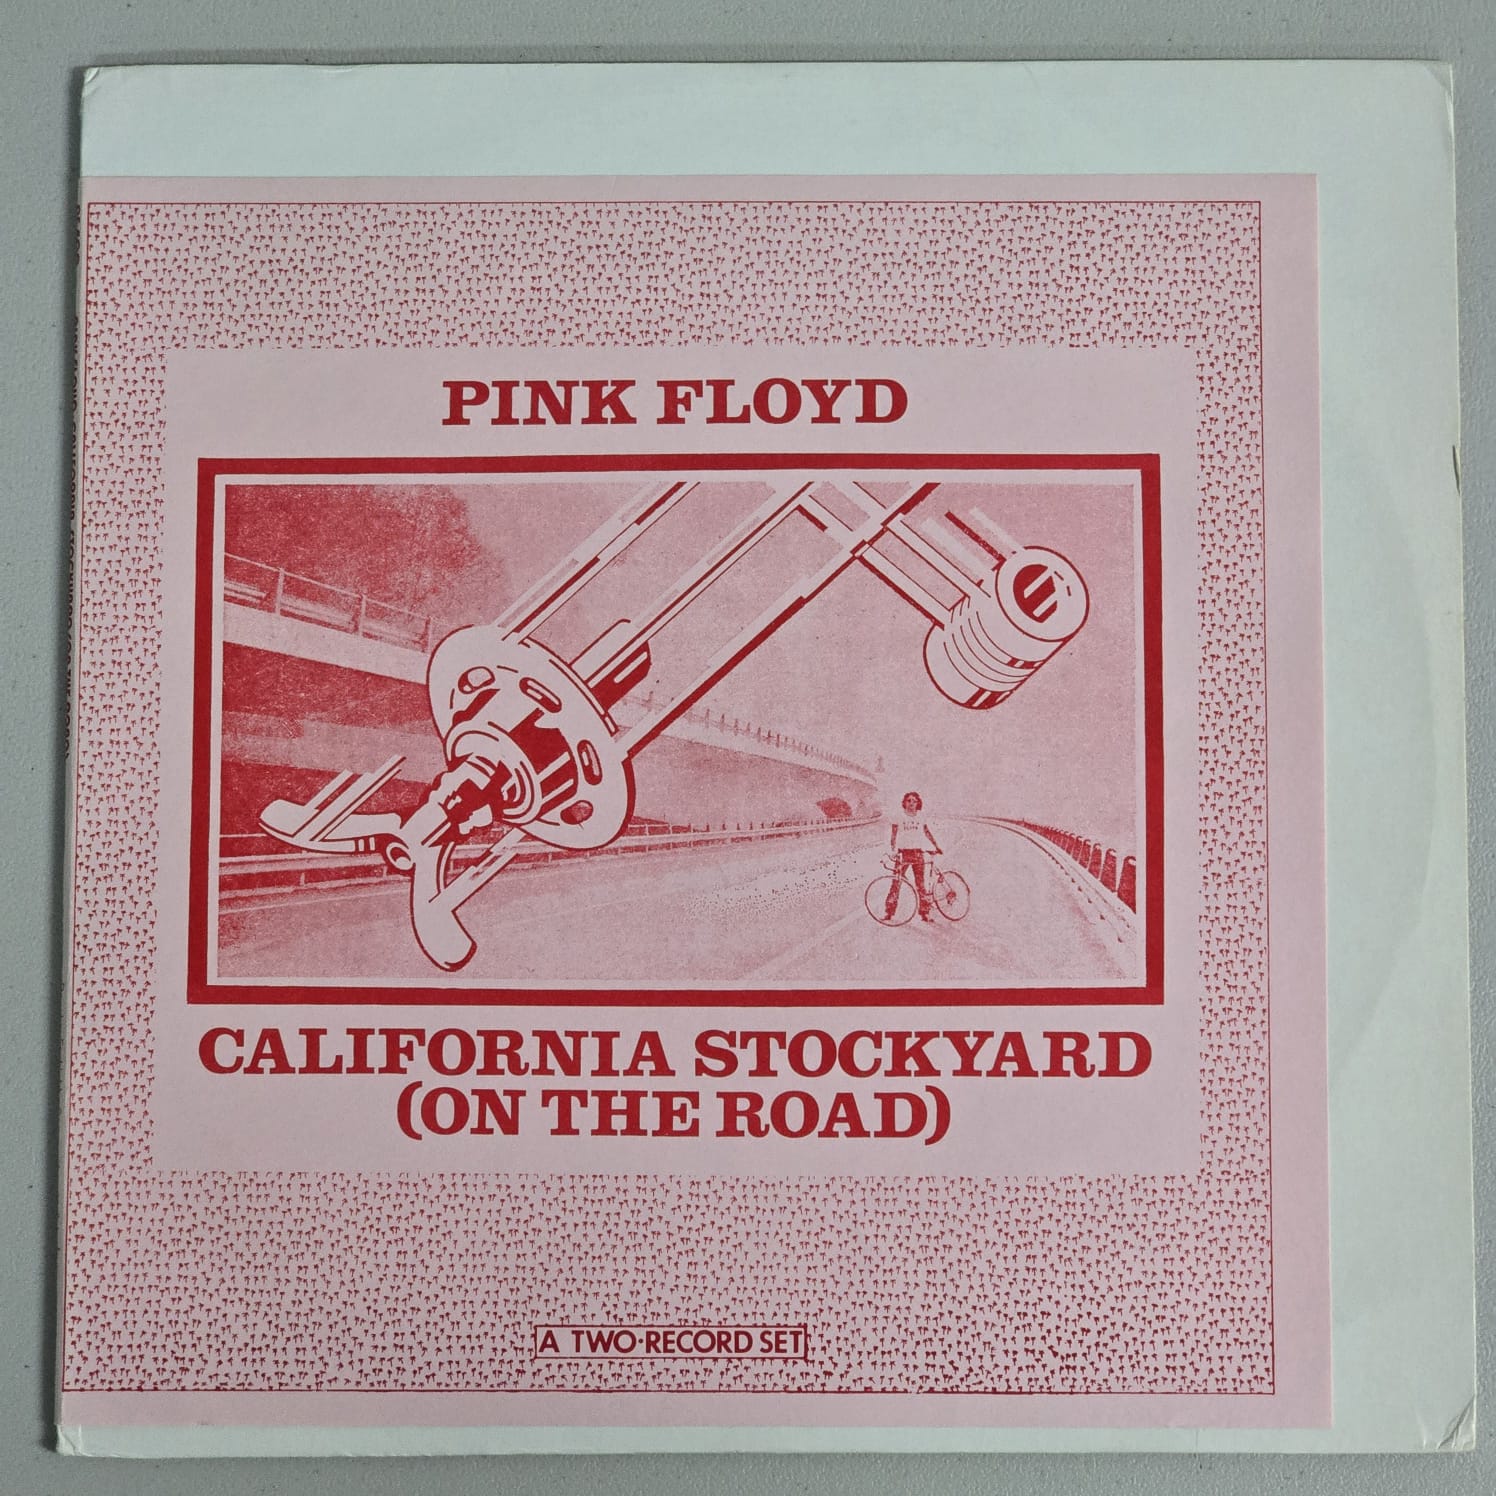 PINK FLOYD
CALIFORNIA STOCKYARD
(ON THE ROAD)
A TWO·RECORD SET